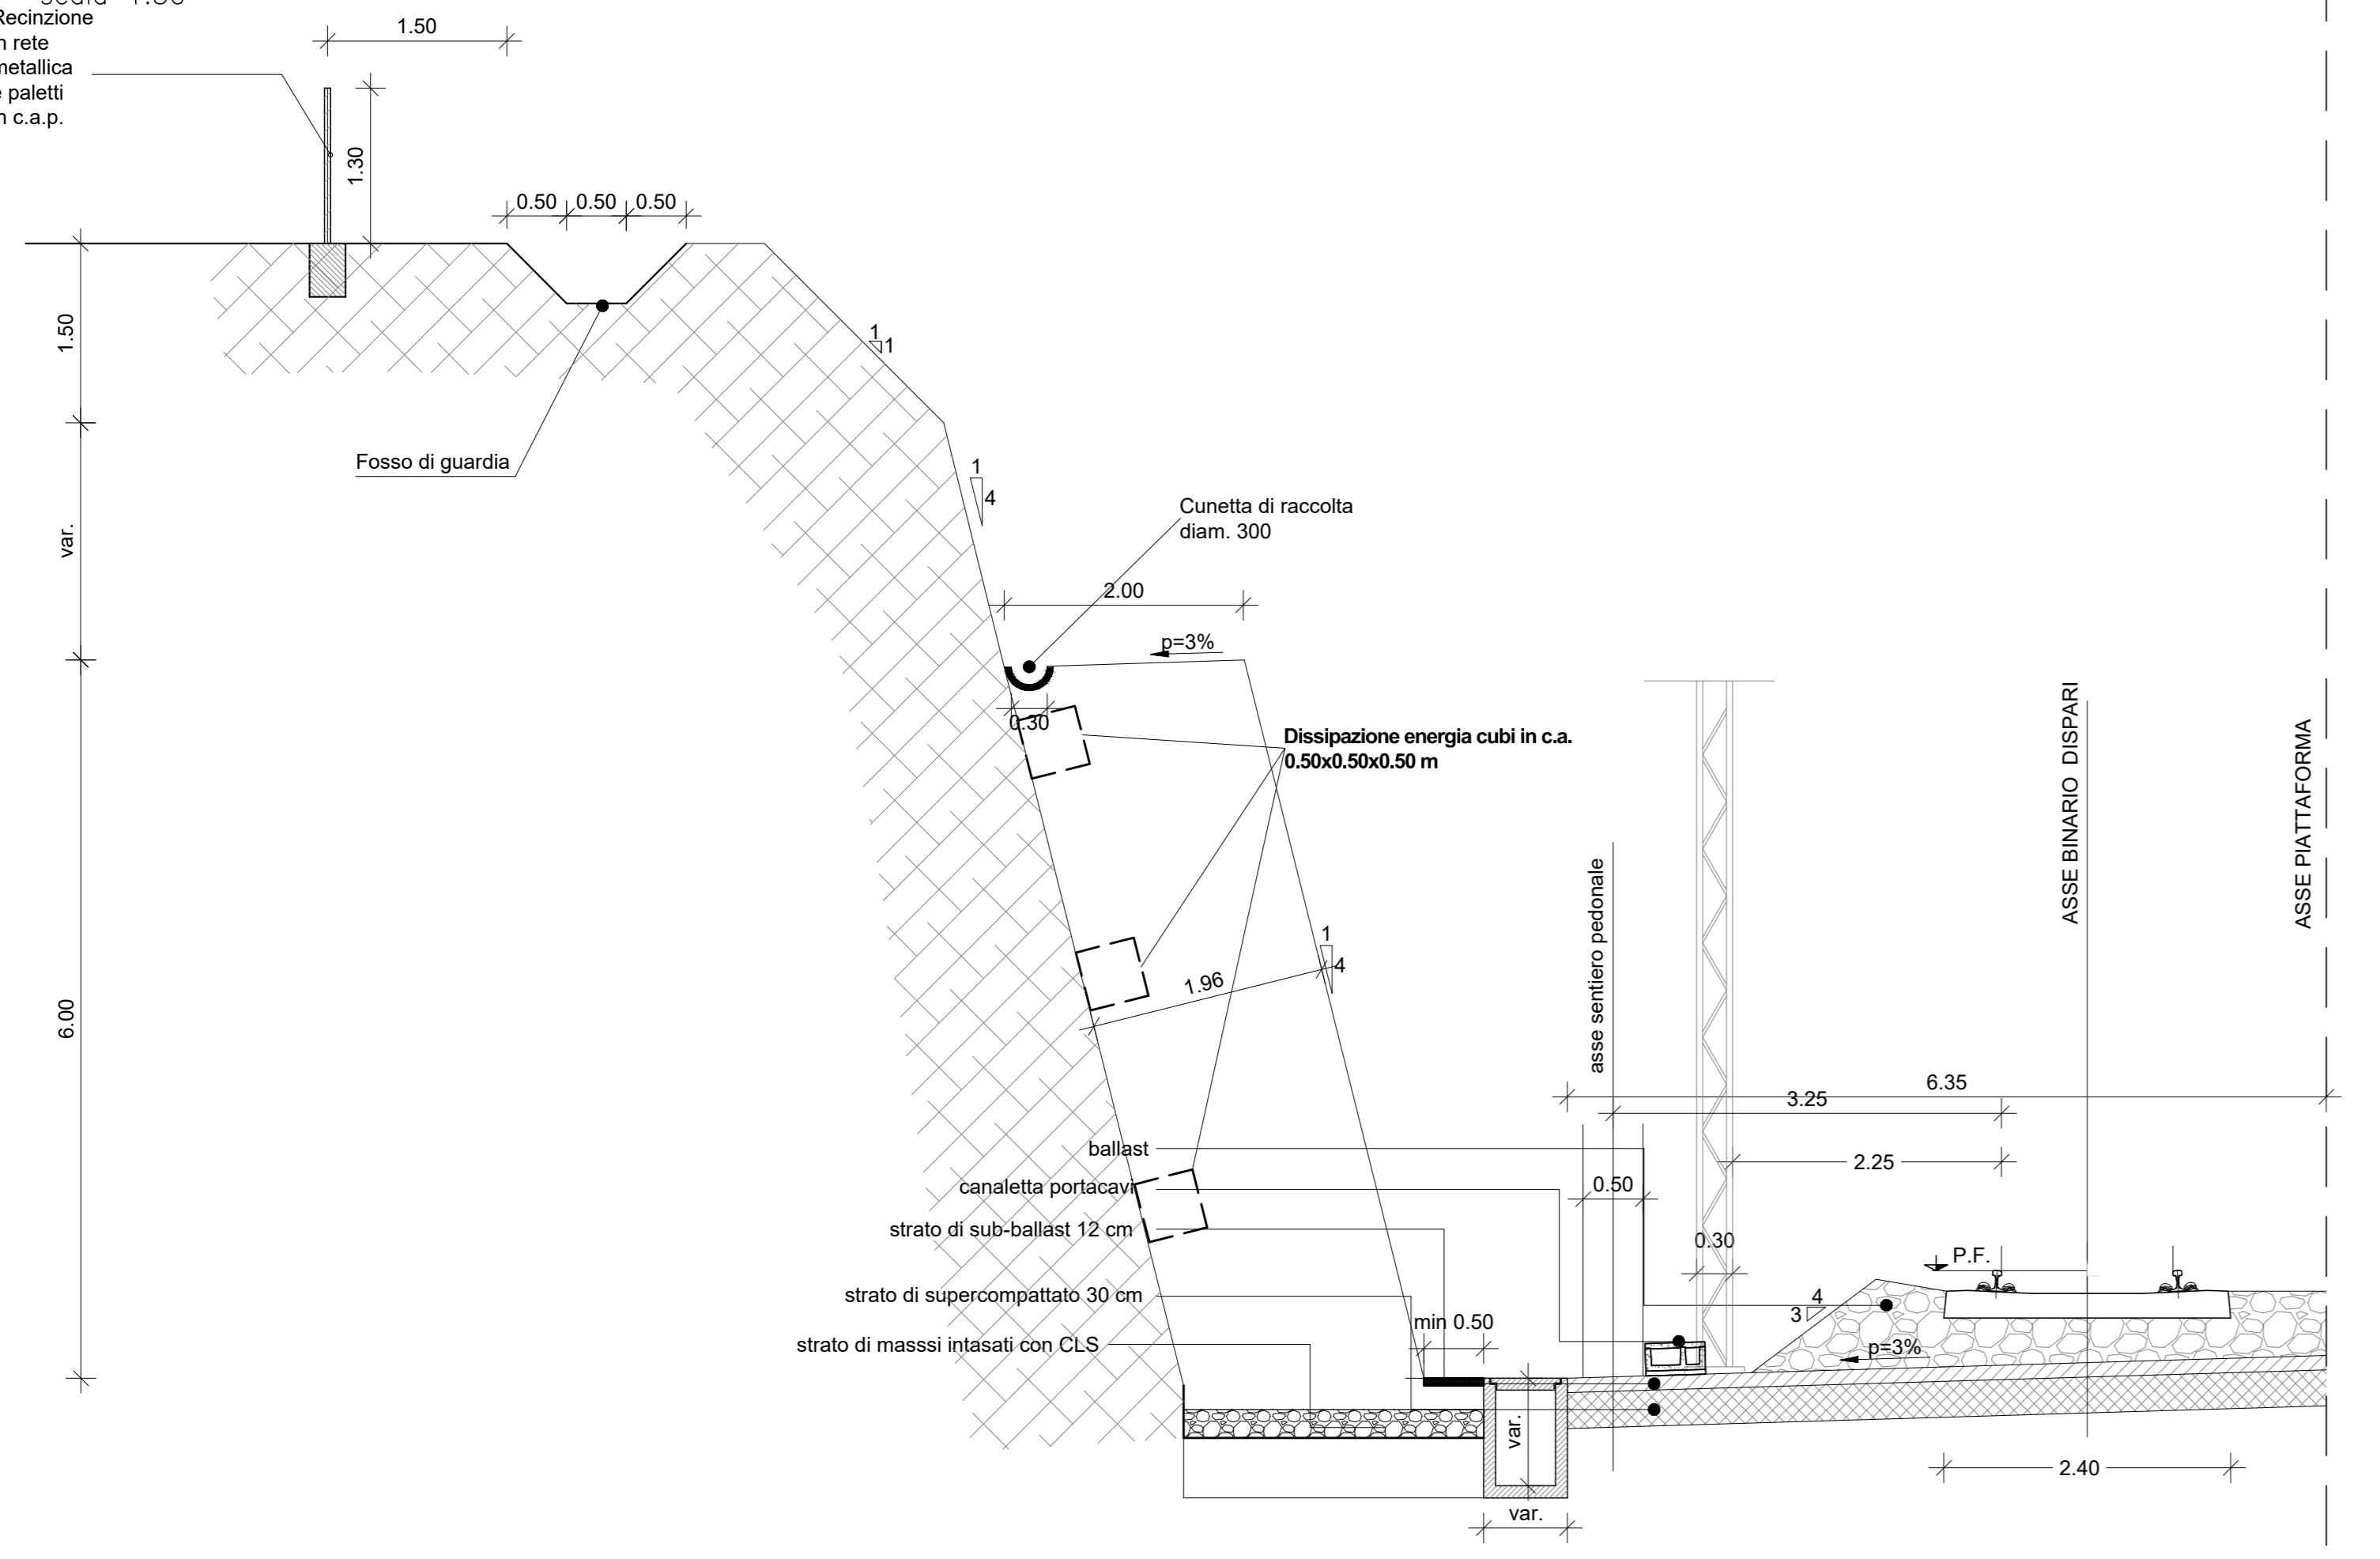 Recinzione
in rete
metallica
e paletti
in c.a.p.
1.50
1.30
0.50 0.50 0.50
1.50
1
1
Fosso di guardia
1
4
var.
Cunetta di raccolta
diam. 300
2.00
p=3%
0.30
Dissipazione energia cubi in c.a.
0.50x0.50x0.50 m
ASSE BINARIO DISPARI
ASSE PIATTAFORMA
asse sentiero pedonale
1
4
1.96
6.00
6.35
3.25
2.25
ballast
canaletta portacavi
0.50
strato di sub-ballast 12 cm
0.30
P.F.
strato di supercompattato 30 cm
4
3
min 0.50
strato di masssi intasati con CLS
p=3%
var.
2.40
var.